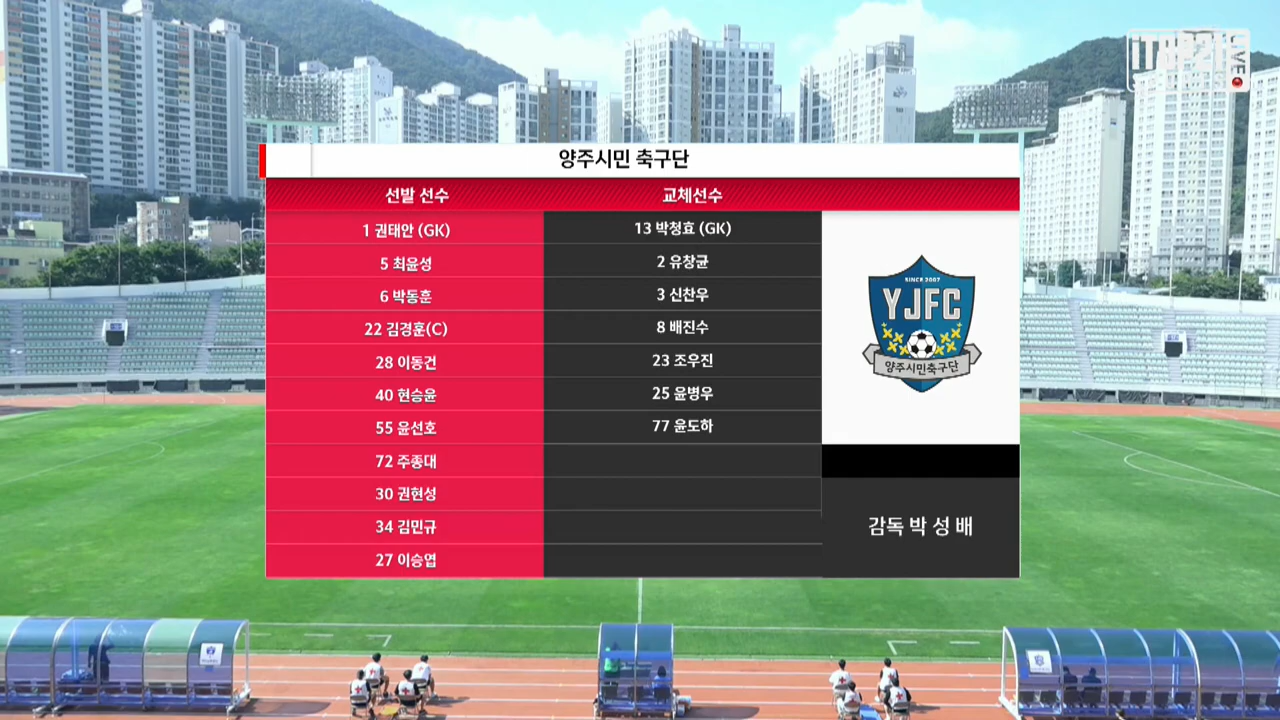 양주시민 축구단
선발 선수
교체선수
1 권태안 (GK)
13 박청효 (GK)
5 최윤성
2 유창균
6 박동훈
3 신찬우
22 김경훈(C)
8 배진수
28 이동건
23 조우진
40 현승윤
25 윤병우
55 윤선호
77 윤도하
72 주종대
30 권현성
34 김민규
27 이승엽
SINCE 2007
YJFC
양주시민축구단
감독 박 성 배